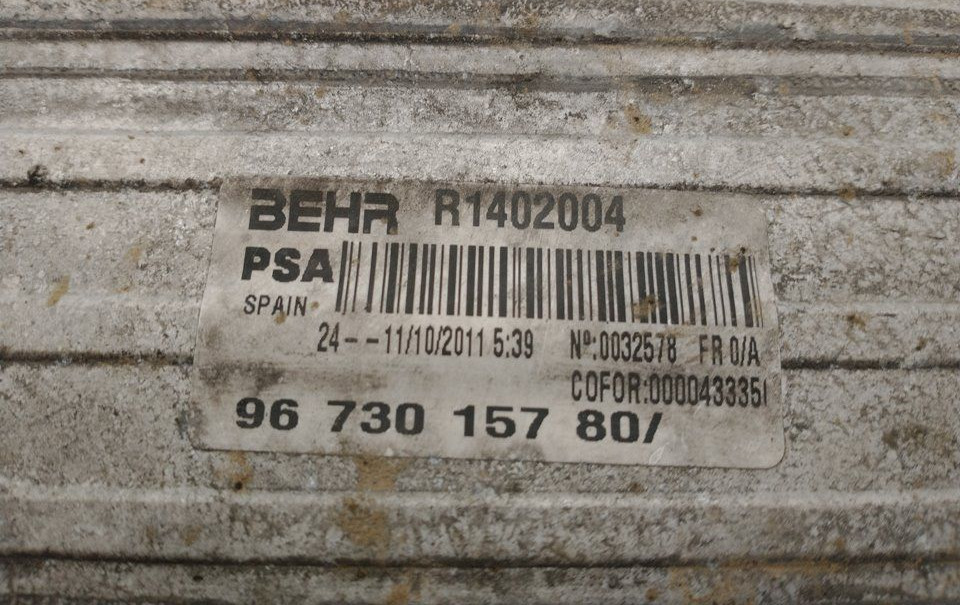 BEHR R1402004
PSA
SPAIN
24 - - 11/10/2011 5:39 Nº:0032578 FR 0/A
COFOR:000043335
96 730 157 80/